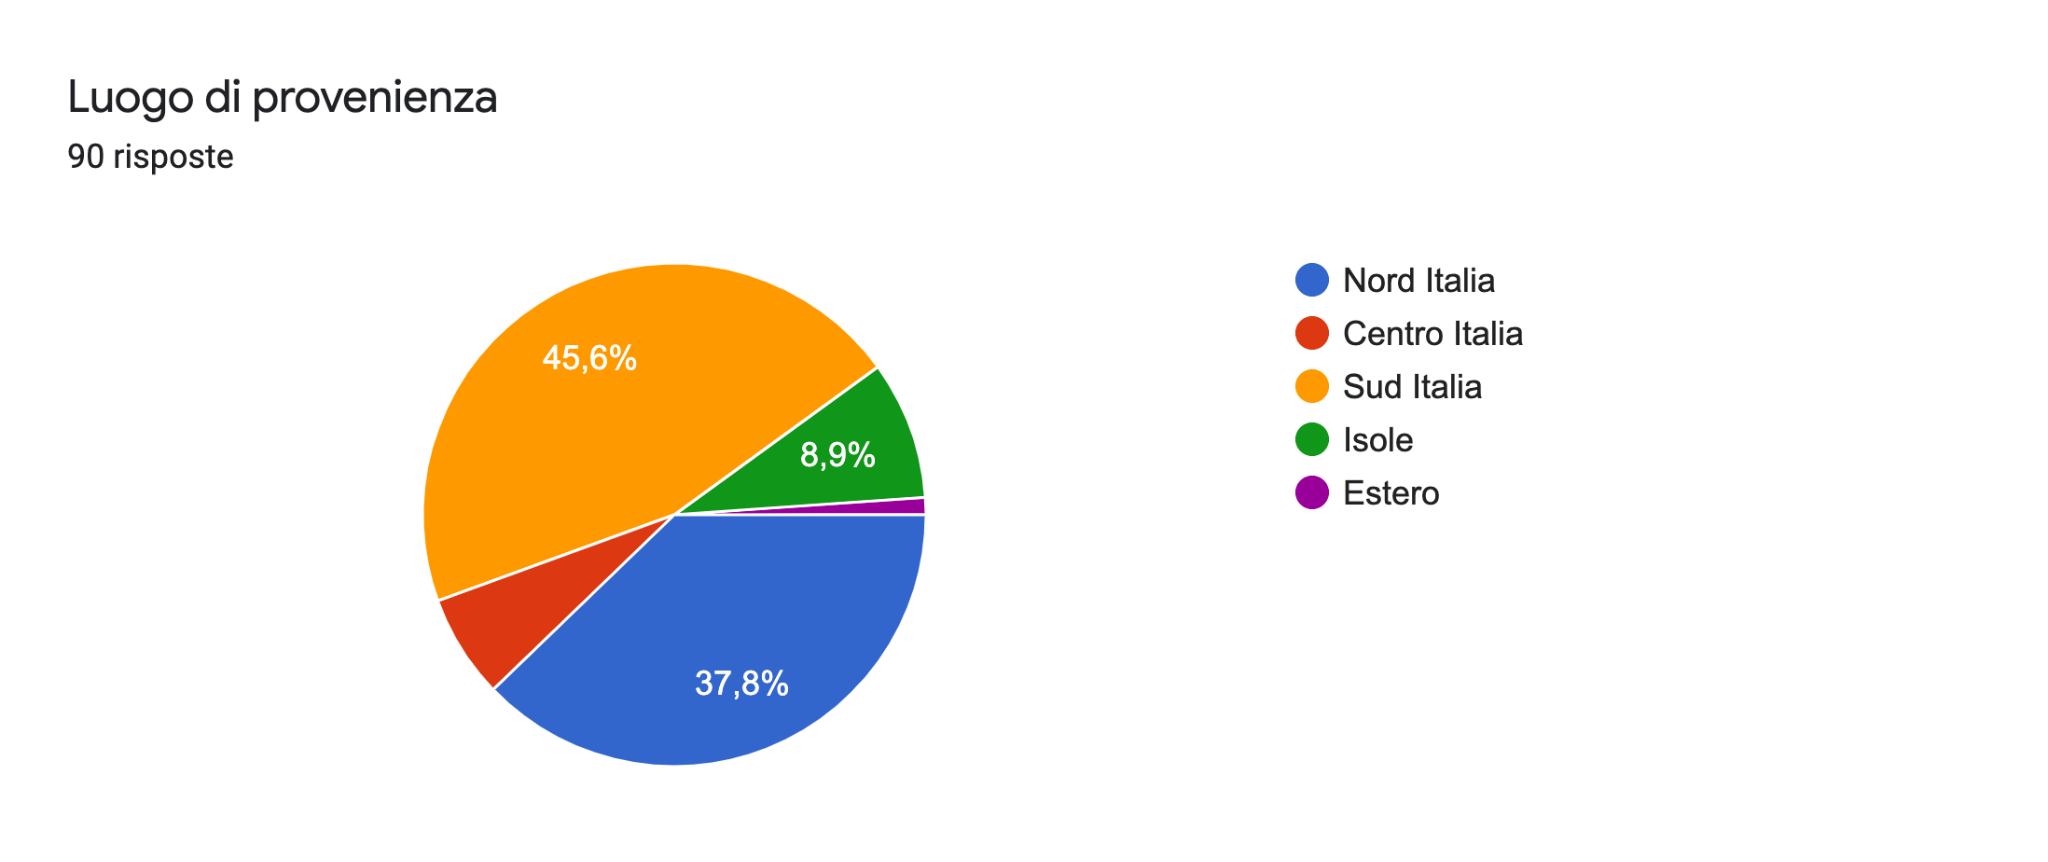 Luogo di provenienza
90 risposte
45,6%
8,9%
37,8%
Nord Italia
Centro Italia
Sud Italia
Isole
Estero